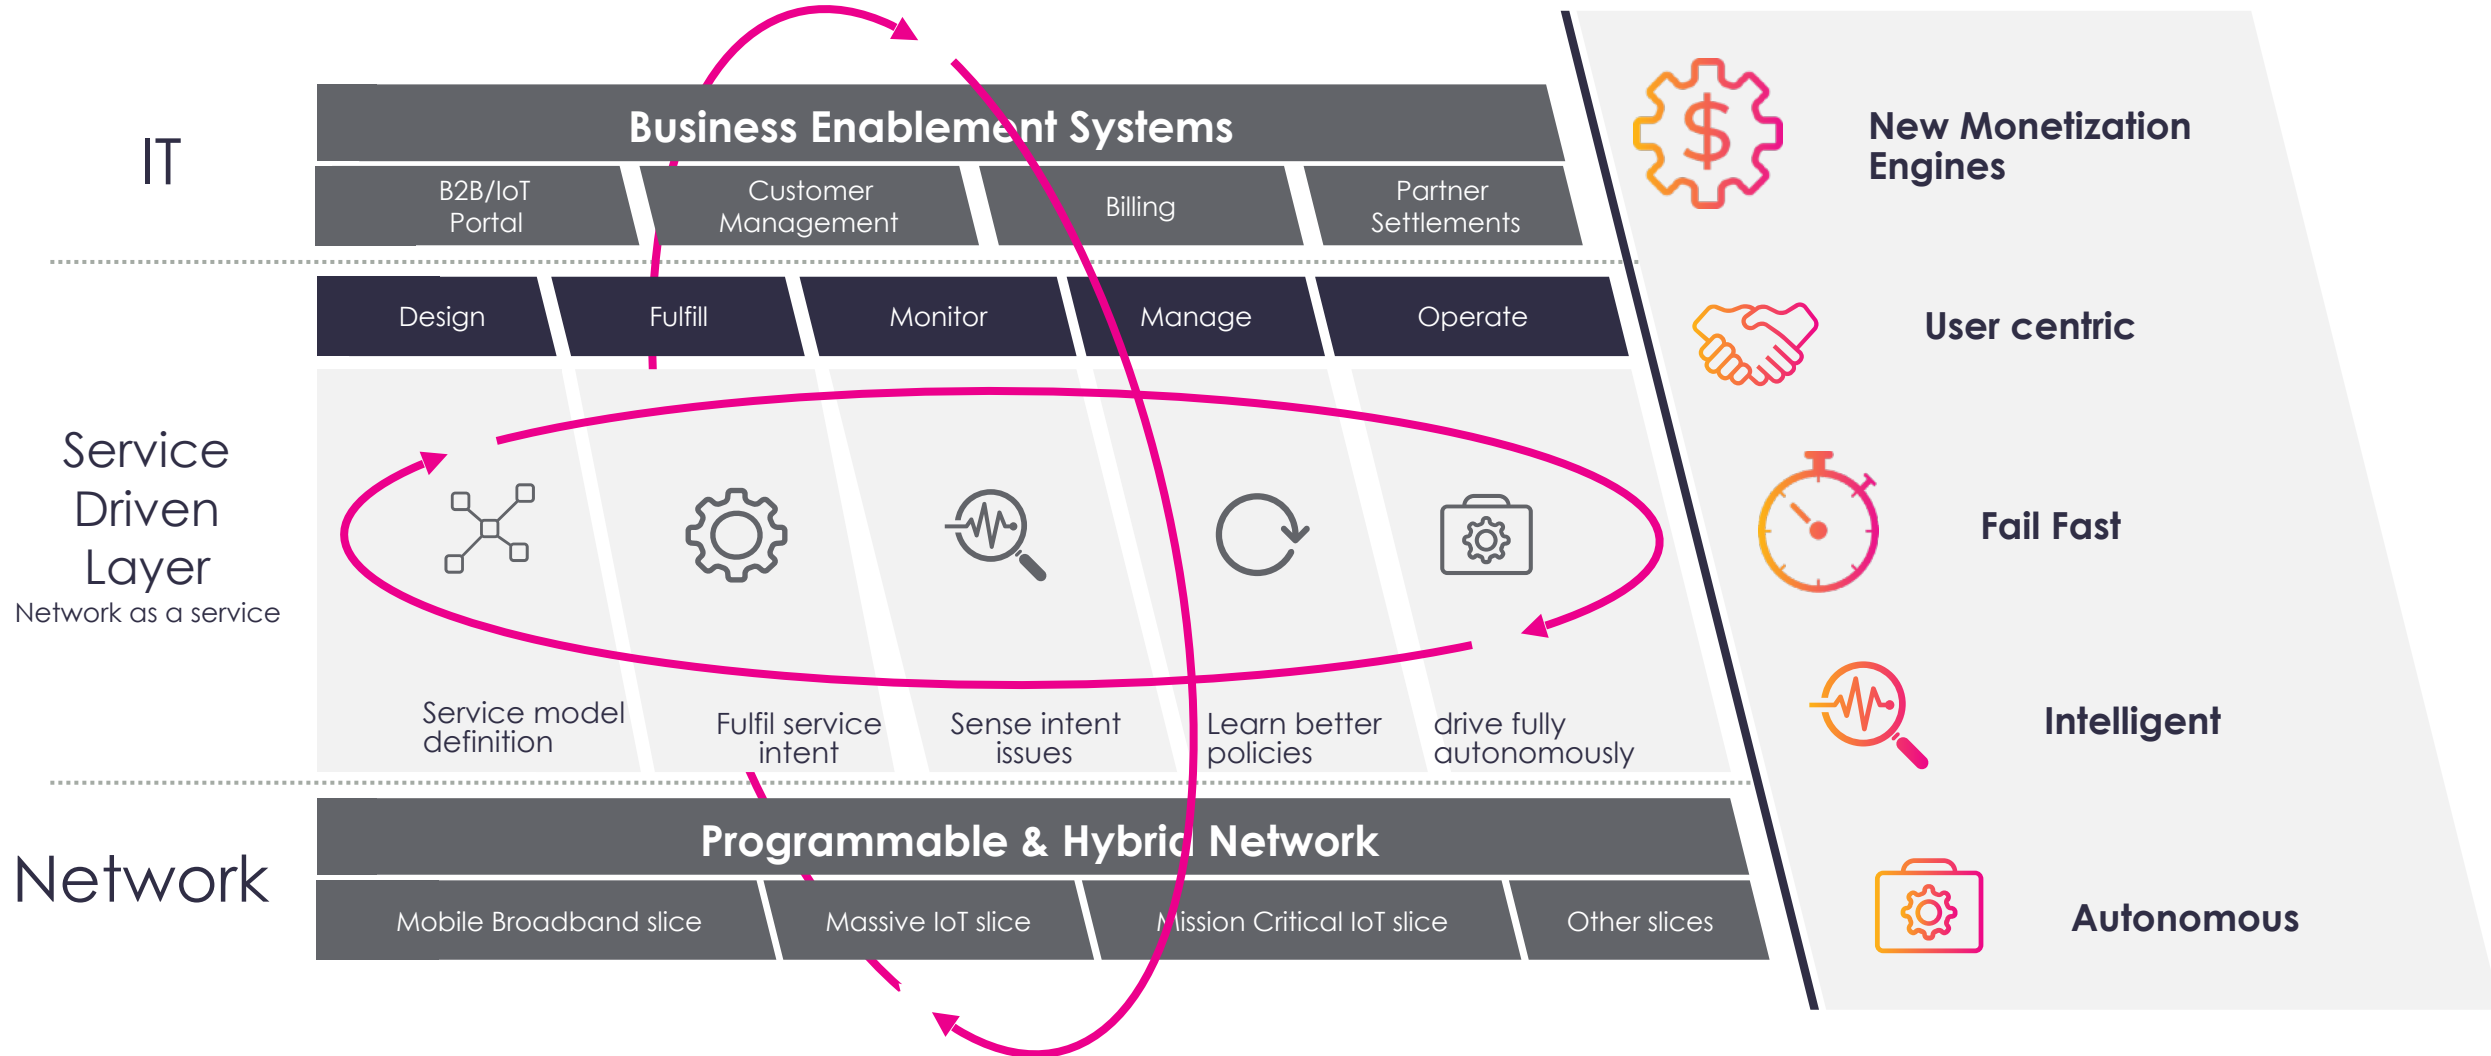 IT
Business Enablement Systems
B2B/IoT
Portal
Customer
Management
Billing
Partner
Settlements
Service
Driven
Layer
Network as a service
Design
Fulfill
Monitor
Manage
Operate
Service model
definition
Fulfil service
intent
Sense intent
issues
Learn better
policies
drive fully
autonomously
Network
Programmable & Hybrid Network
Mobile Broadband slice
Massive IoT slice
Mission Critical IoT slice
Other slices
$
New Monetization
Engines
User centric
Fail Fast
Intelligent
Autonomous